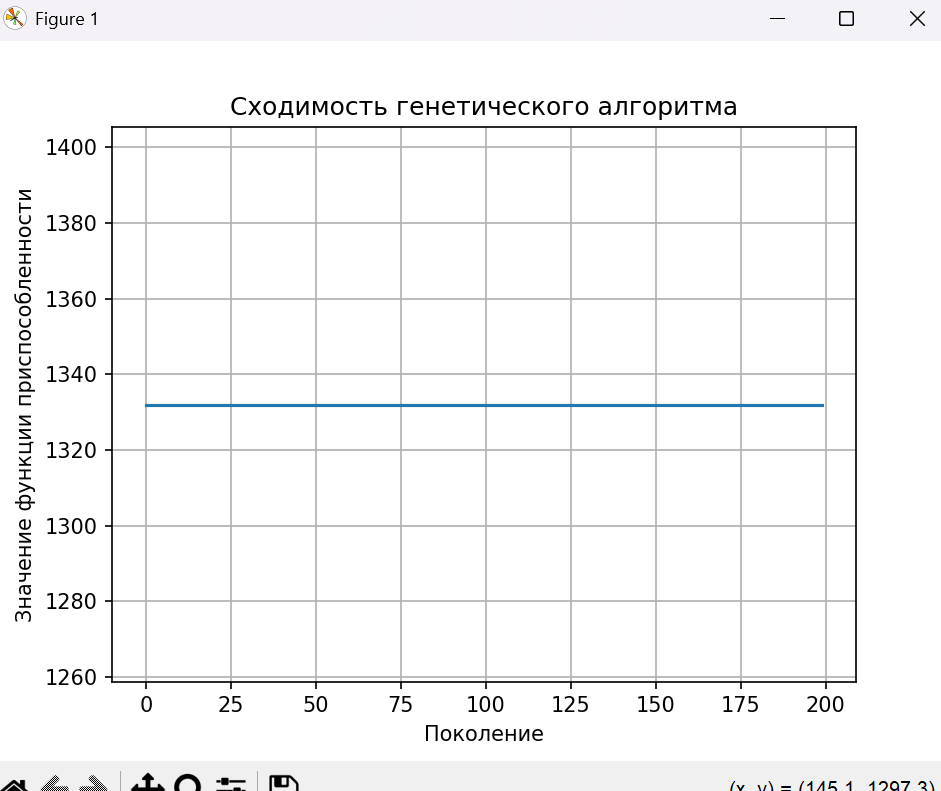 Figure 1
Сходимость генетического алгоритма
Значение функции приспособленности
1400
1380
1360
1340
1320
1300
1280
1260
0 25 50 75 100 125 150 175 200
Поколение
(x, y) = (145.1, 1297.3)